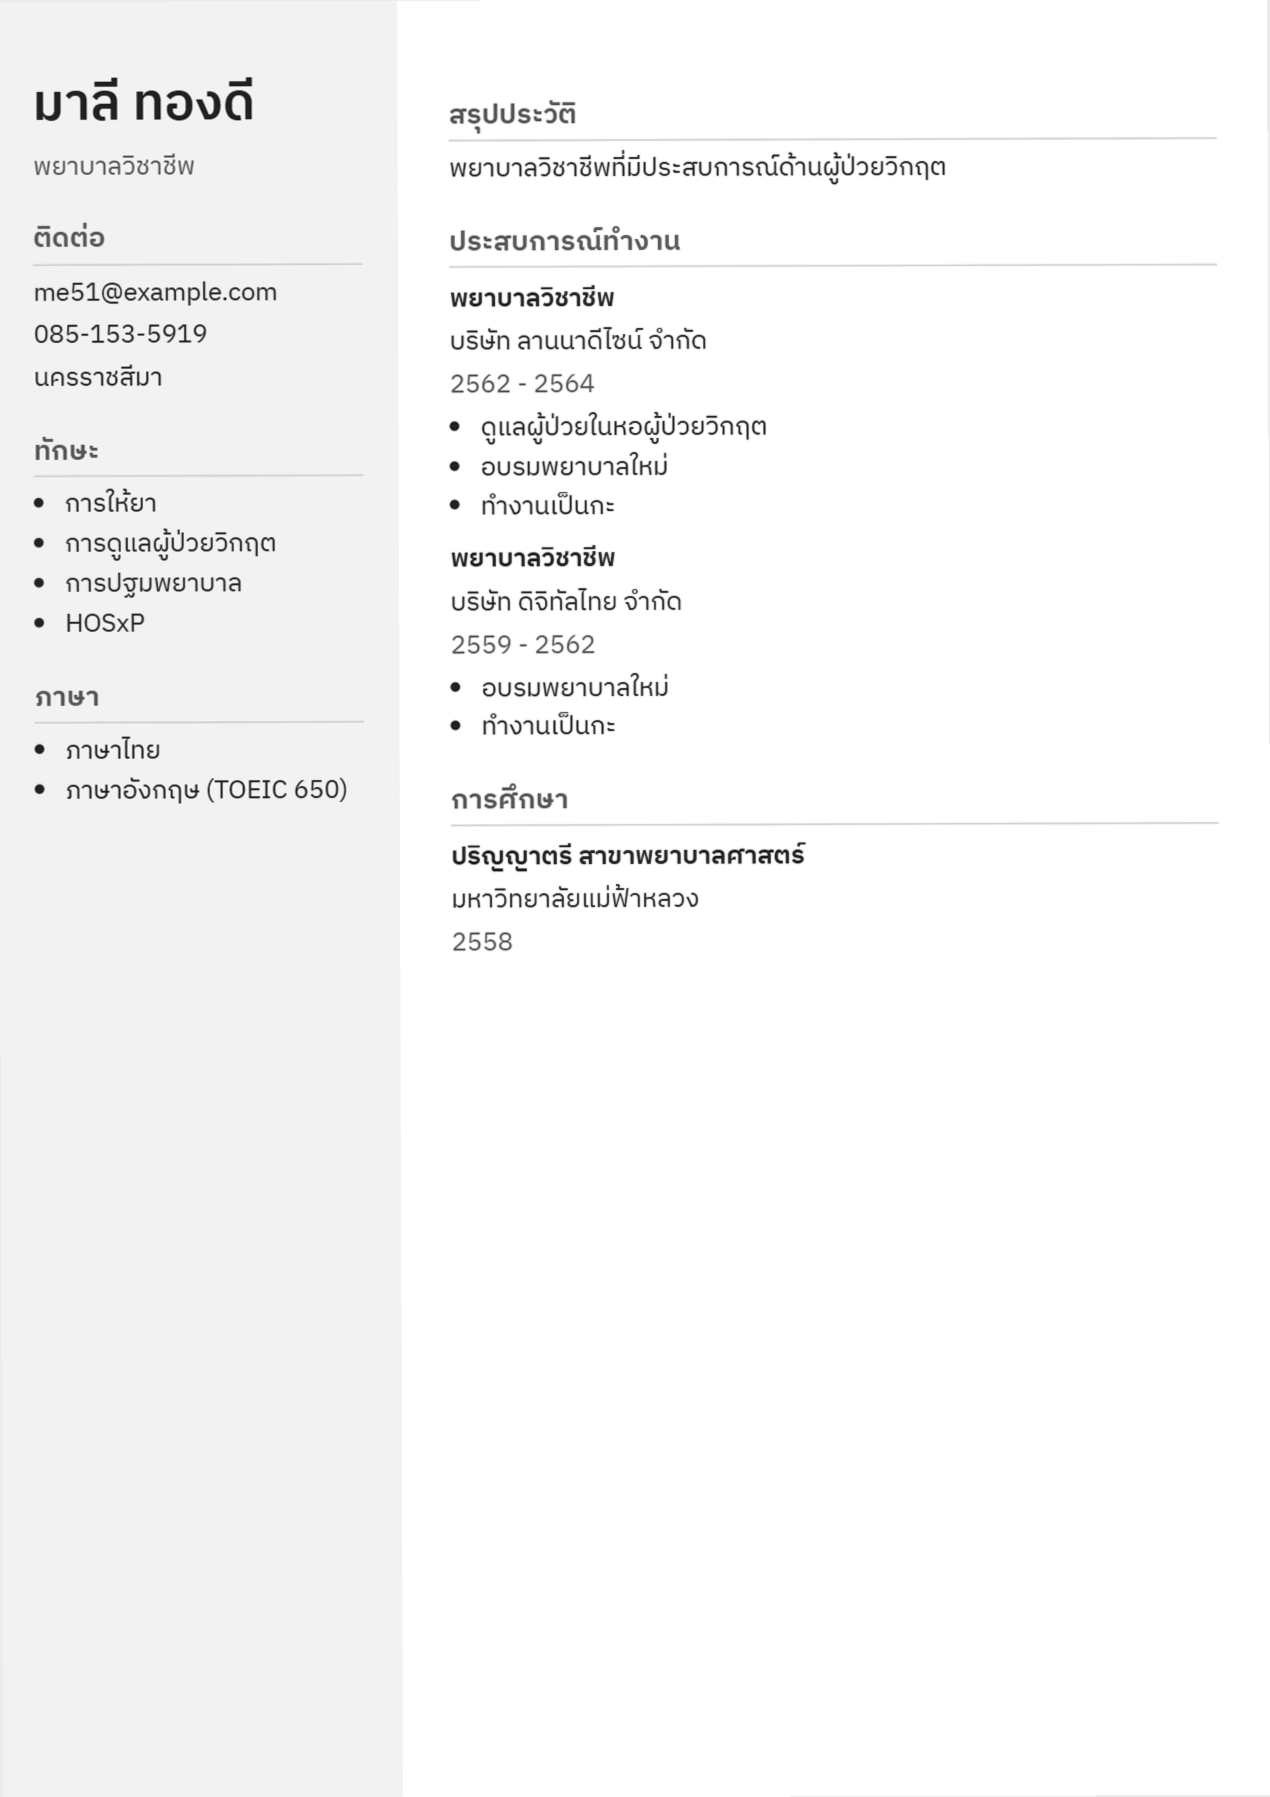 มาลี ทองดี
พยาบาลวิชาชีพ
ติดต่อ
me51@example.com
085-153-5919
นครราชสีมา
ทักษะ
• การให้ยา
• การดูแลผู้ป่วยวิกฤต
• การปฐมพยาบาล
• HOSxP
ภาษา
• ภาษาไทย
• ภาษาอังกฤษ (TOEIC 650)
สรุปประวัติ
พยาบาลวิชาชีพที่มีประสบการณ์ด้านผู้ป่วยวิกฤต
ประสบการณ์ทำงาน
พยาบาลวิชาชีพ
บริษัท ลานนาดีไซน์ จำกัด
2562 - 2564
• ดูแลผู้ป่วยในหอผู้ป่วยวิกฤต
• อบรมพยาบาลใหม่
• ทำงานเป็นกะ
พยาบาลวิชาชีพ
บริษัท ดิจิทัลไทย จำกัด
2559 - 2562
• อบรมพยาบาลใหม่
• ทำงานเป็นกะ
การศึกษา
ปริญญาตรี สาขาพยาบาลศาสตร์
มหาวิทยาลัยแม่ฟ้าหลวง
2558